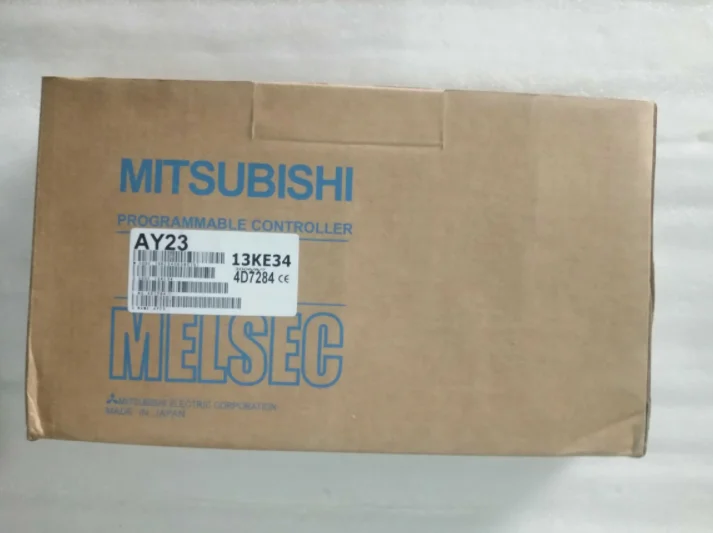 MITSUBISHI
PROGRAMMABLE CONTROLLER
AY23
13KE34
4D7284 CE
MELSEC
MITSUBISHI ELECTRIC CORPORATION
MADE IN JAPAN